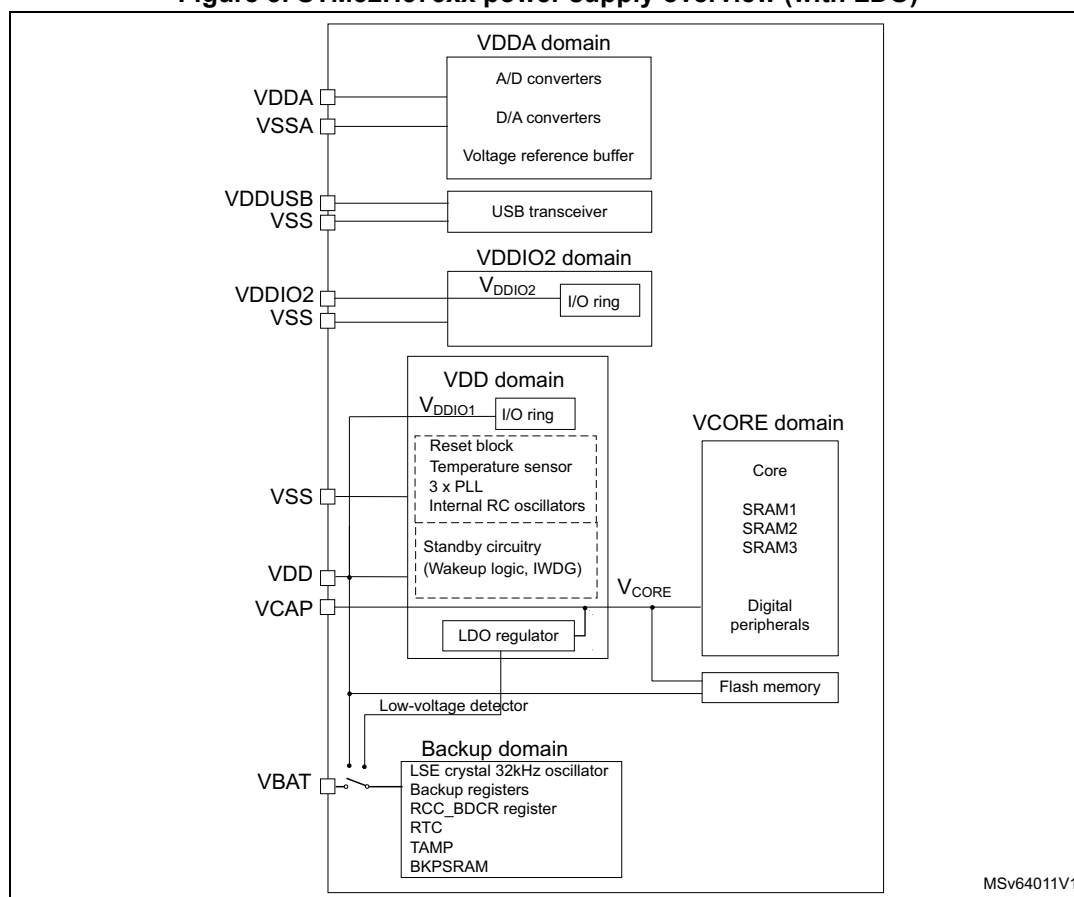 VDDA domain
A/D converters
VDDA
D/A converters
VSSA
Voltage reference buffer
VDDUSB
USB transceiver
VSS
VDDIO2 domain
VDDIO2
VDDIO2
I/O ring
VSS
VDD domain
VDDIO1
I/O ring
VCORE domain
Reset block
Temperature sensor
3 x PLL
Internal RC oscillators
Core
SRAM1
SRAM2
SRAM3
VSS
Standby circuitry
(Wakeup logic, IWDG)
VDD
VCORE
VCAP
Digital
peripherals
LDO regulator
Flash memory
Low-voltage detector
Backup domain
VBAT
LSE crystal 32kHz oscillator
Backup registers
RCC_BDCR register
RTC
TAMP
BKPSRAM
MSv64011V1